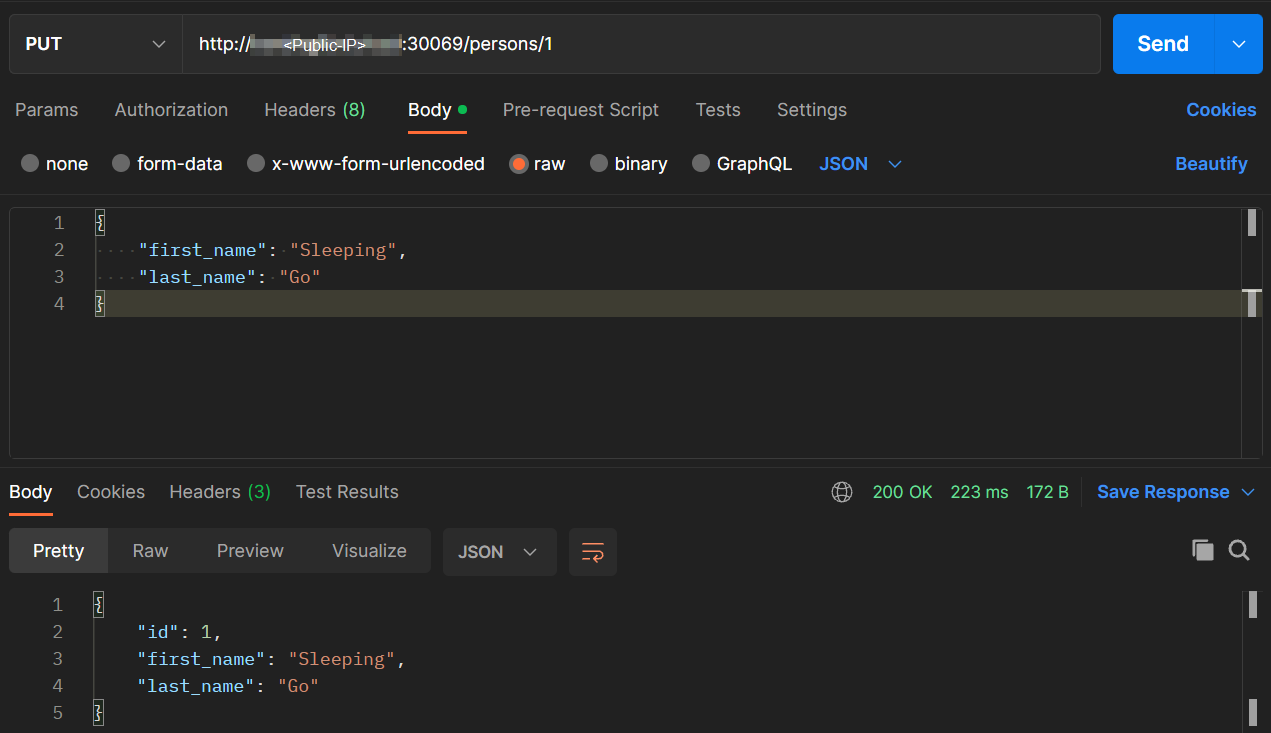 PUT http://<Public-IP>:30069/persons/1 Send
Params Authorization Headers (8) Body Pre-request Script Tests Settings Cookies
none form-data x-www-form-urlencoded raw binary GraphQL JSON Beautify
1 {
2 "first_name": "Sleeping",
3 "last_name": "Go"
4 }
Body Cookies Headers (3) Test Results 200 OK 223 ms 172 B Save Response
Pretty Raw Preview Visualize JSON
1 {
2 "id": 1,
3 "first_name": "Sleeping",
4 "last_name": "Go"
5 }